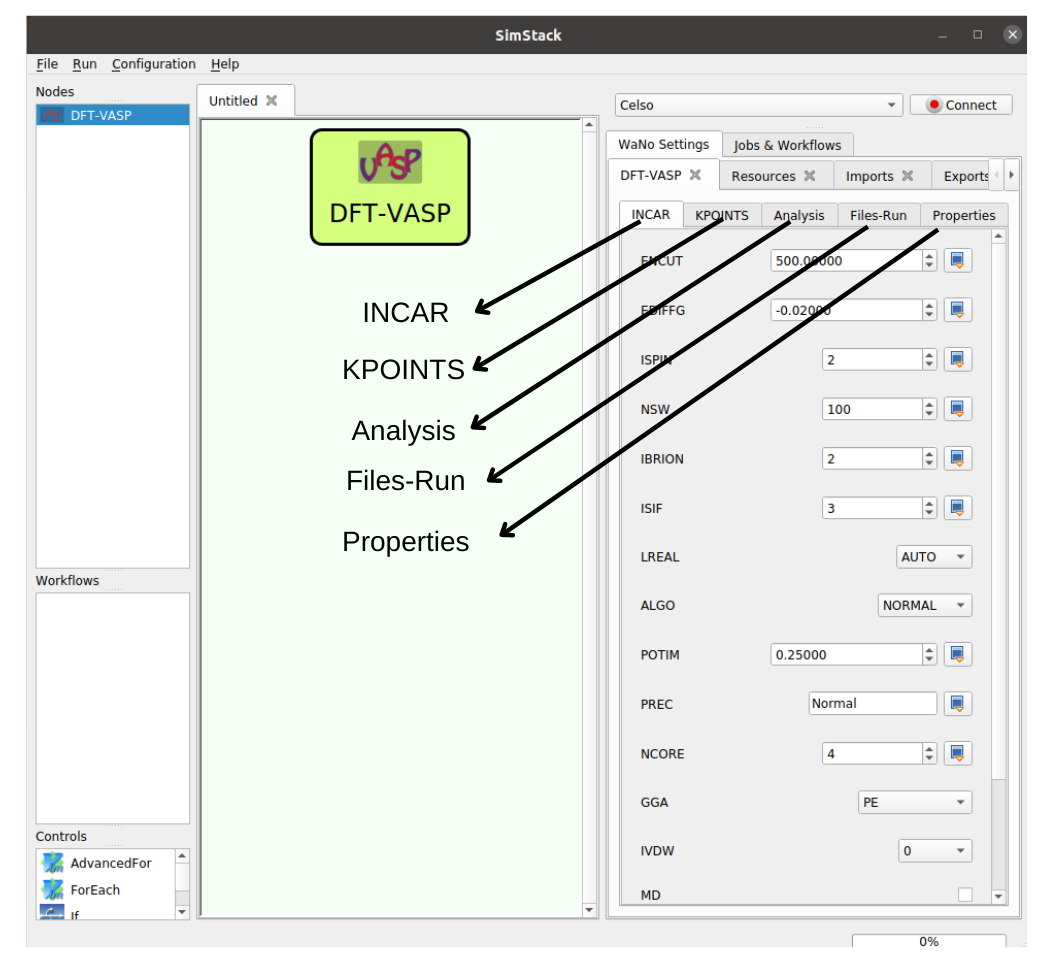 SimStack
File Run Configuration Help
Nodes
DFT-VASP
Workflows
Controls
AdvancedFor
ForEach
If
Untitled
VASP
DFT-VASP
INCAR
KPOINTS
Analysis
Files-Run
Properties
Celso
Connect
WaNo Settings Jobs & Workflows
DFT-VASP Resources Imports Exports
INCAR KPOINTS Analysis Files-Run Properties
ENCUT 500.00000
EDIFFG -0.02000
ISPIN 2
NSW 100
IBRION 2
ISIF 3
LREAL AUTO
ALGO NORMAL
POTIM 0.25000
PREC Normal
NCORE 4
GGA PE
IVDW 0
MD
0%